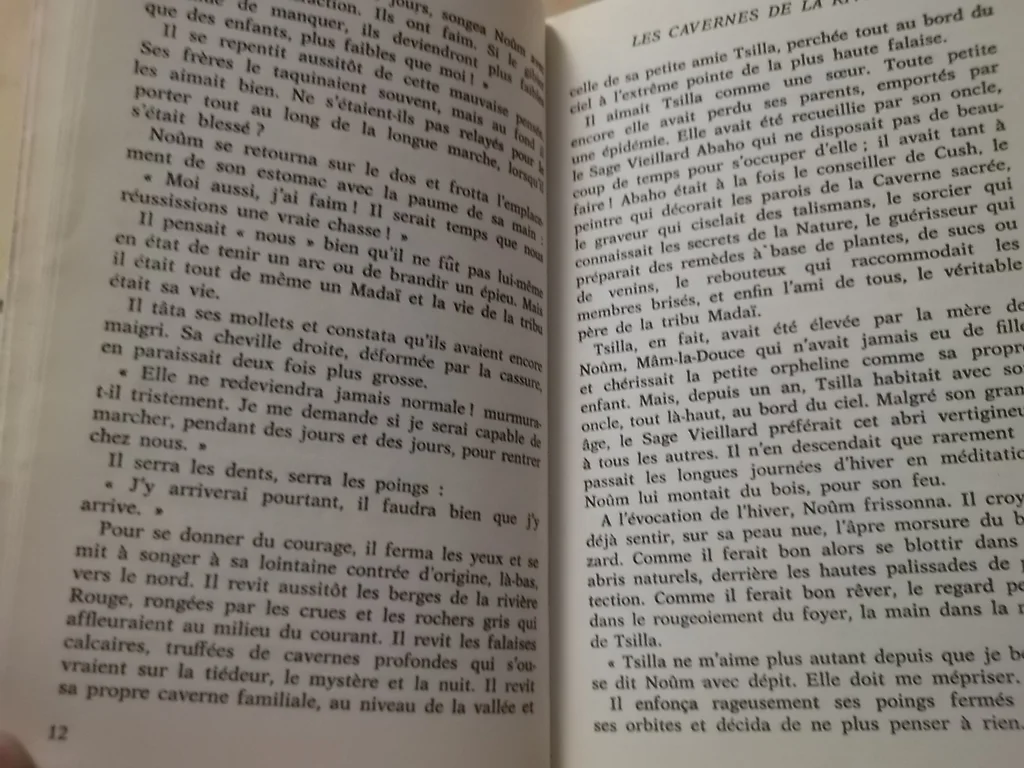 jours, songea Noûm
action. Ils ont faim. Si le gibier
de manquer, ils deviendront plus faibles
que des enfants, plus faibles que moi ! »
Il se repentit aussitôt de cette mauvaise pensée.
Ses frères le taquinaient souvent, mais au fond
les aimait bien. Ne s'étaient-ils pas relayés pour le
porter tout au long de la longue marche, lorsqu'il
s'était blessé ?
Noûm se retourna sur le dos et frotta l'emplace-
ment de son estomac avec la paume de sa main :
« Moi aussi, j'ai faim ! Il serait temps que nous
réussissions une vraie chasse ! »
Il pensait « nous » bien qu'il ne fût pas lui-même
en état de tenir un arc ou de brandir un épieu. Mais
il était tout de même un Madaï et la vie de la tribu
était sa vie.
Il tâta ses mollets et constata qu'ils avaient encore
maigri. Sa cheville droite, déformée par la cassure,
en paraissait deux fois plus grosse.
« Elle ne redeviendra jamais normale ! murmura-
t-il tristement. Je me demande si je serai capable de
marcher, pendant des jours et des jours, pour rentrer
chez nous. »
Il serra les dents, serra les poings :
« J'y arriverai pourtant, il faudra bien que j'y
arrive. »
Pour se donner du courage, il ferma les yeux et se
mit à songer à sa lointaine contrée d'origine, là-bas,
vers le nord. Il revit aussitôt les berges de la rivière
Rouge, rongées par les crues et les rochers gris qui
affleuraient au milieu du courant. Il revit les falaises
calcaires, truffées de cavernes profondes qui s'ou-
vraient sur la tiédeur, le mystère et la nuit. Il revit
sa propre caverne familiale, au niveau de la vallée et
12
LES CAVERNES DE LA
celle de sa petite amie Tsilla, perchée tout au bord du
ciel à l'extrême pointe de la plus haute falaise.
Il aimait Tsilla comme une sœur. Toute petite
encore elle avait perdu ses parents, emportés par
une épidémie. Elle avait été recueillie par son oncle,
le Sage Vieillard Abaho qui ne disposait pas de beau-
coup de temps pour s'occuper d'elle ; il avait tant à
faire ! Abaho était à la fois le conseiller de Cush, le
peintre qui décorait les parois de la Caverne sacrée,
le graveur qui ciselait des talismans, le sorcier qui
connaissait les secrets de la Nature, le guérisseur qui
préparait des remèdes à base de plantes, de sucs ou
de venins, le rebouteux qui raccommodait les
membres brisés, et enfin l'ami de tous, le véritable
père de la tribu Madaï.
Tsilla, en fait, avait été élevée par la mère de
Noûm, Mâm-la-Douce qui n'avait jamais eu de fille
et chérissait la petite orpheline comme sa propr
enfant. Mais, depuis un an, Tsilla habitait avec so
oncle, tout là-haut, au bord du ciel. Malgré son gran
âge, le Sage Vieillard préférait cet abri vertigineu
à tous les autres. Il n'en descendait que rarement
passait les longues journées d'hiver en méditatio
Noûm lui montait du bois, pour son feu.
A l'évocation de l'hiver, Noûm frissonna. Il croy
déjà sentir, sur sa peau nue, l'âpre morsure du b
zard. Comme il ferait bon alors se blottir dans
abris naturels, derrière les hautes palissades de p
tection. Comme il ferait bon rêver, le regard pe
dans le rougeoiement du foyer, la main dans la m
de Tsilla.
« Tsilla ne m'aime plus autant depuis que je b
se dit Noûm avec dépit. Elle doit me mépriser.
Il enfonça rageusement ses poings fermés
ses orbites et décida de ne plus penser à rien.